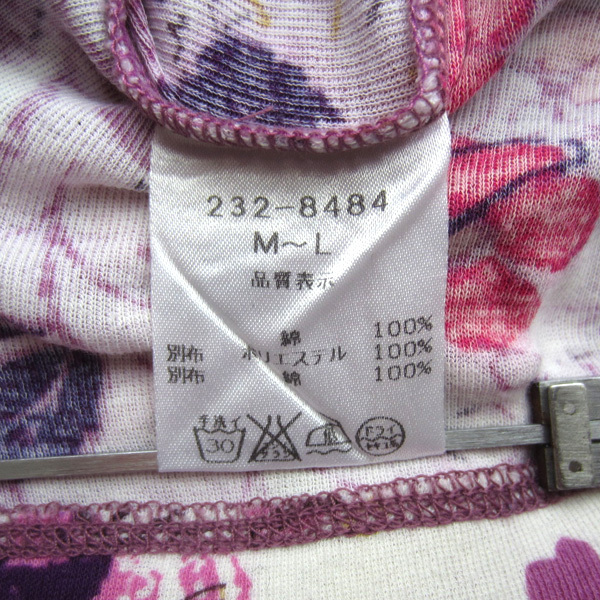 232-8484
M～L
品質表示
綿 100%
別布 ポリエステル 100%
別布 綿 100%
手洗イ 30